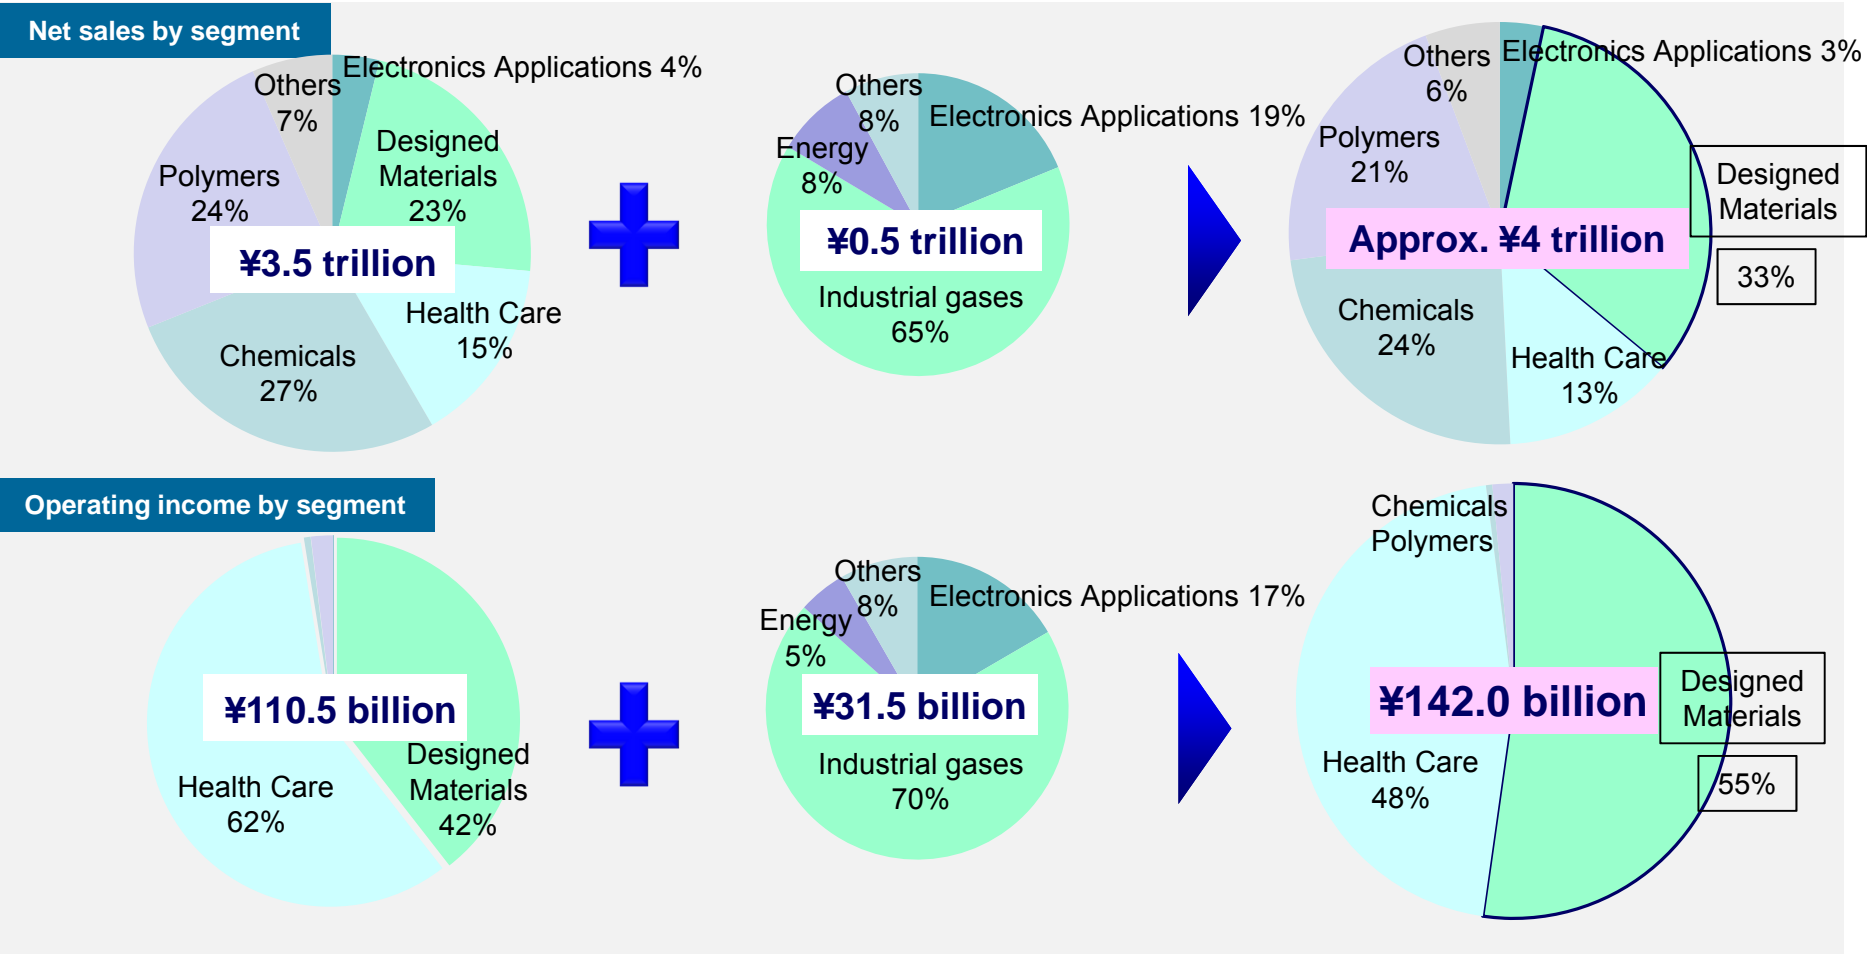 Net sales by segment
Others
7%
Electronics Applications 4%
Designed
Materials
23%
Polymers
24%
¥3.5 trillion
Health Care
15%
Chemicals
27%
Others
8%
Electronics Applications 19%
Energy
8%
¥0.5 trillion
Industrial gases
65%
Others
6%
Electronics Applications 3%
Polymers
21%
Designed
Materials
33%
Approx. ¥4 trillion
Chemicals
24%
Health Care
13%
Operating income by segment
¥110.5 billion
Designed
Materials
42%
Health Care
62%
Others
8%
Electronics Applications 17%
Energy
5%
¥31.5 billion
Industrial gases
70%
Chemicals
Polymers
¥142.0 billion
Designed
Materials
55%
Health Care
48%